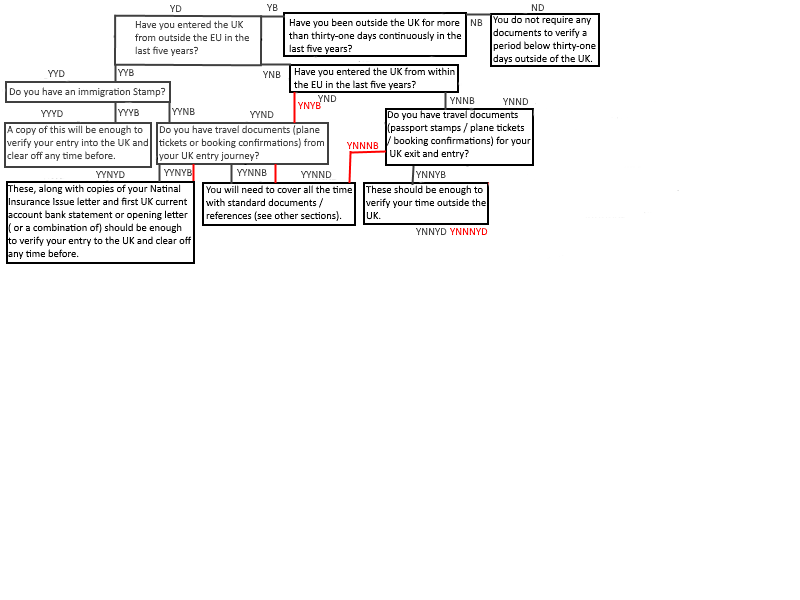 YD
YB
ND
Have you entered the UK
from outside the EU in the
last five years?
Have you been outside the UK for more
than thirty-one days continuously in the
last five years?
NB
You do not require any
documents to verify a
period below thirty-one
days outside of the UK.
YYD
YYB
YNB
Have you entered the UK from within
the EU in the last five years?
Do you have an immigration Stamp?
YND
YNYB
YNNB
YNND
YYYD
YYYB
YYNB
YYND
Do you have travel documents
(passport stamps / plane tickets
/ booking confirmations) for your
UK exit and entry?
A copy of this will be enough to
verify your entry into the UK and
clear off any time before.
Do you have travel documents (plane
tickets or booking confirmations) from
your UK entry journey?
YNNNB
YYNYD
YYNYB
YYNNB
YYNND
YNNYB
These, along with copies of your Natinal
Insurance Issue letter and first UK current
account bank statement or opening letter
( or a combination of) should be enough
to verify your entry to the UK and clear off
any time before.
You will need to cover all the time
with standard documents /
references (see other sections).
These should be enough to
verify your time outside the
UK.
YNNYD YNNNYD